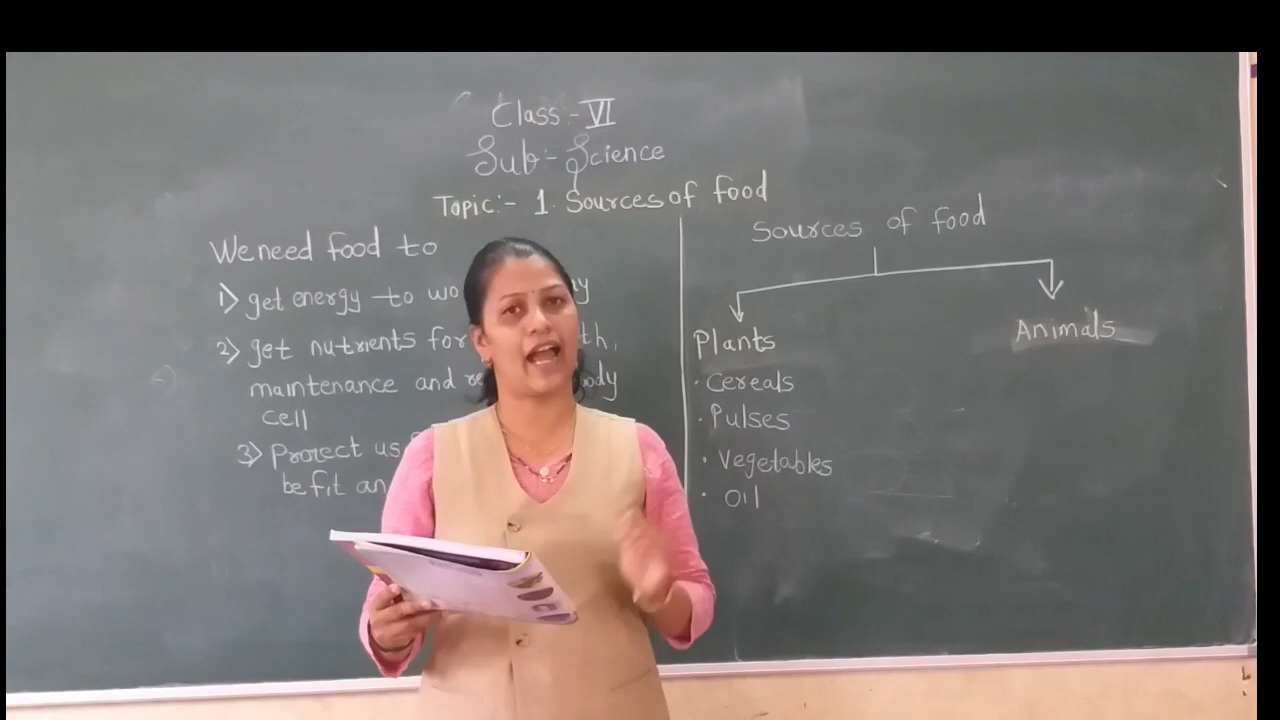 Class:- VI
Sub:- Science
Topic:- 1. Sources of food
We need food to
1) get energy to
2) get nutrients for
maintenance and body
cell
3) Protect us
be fit
Sources of food
Plants
Animals
· Cereals
· Pulses
· Vegetables
· Oil